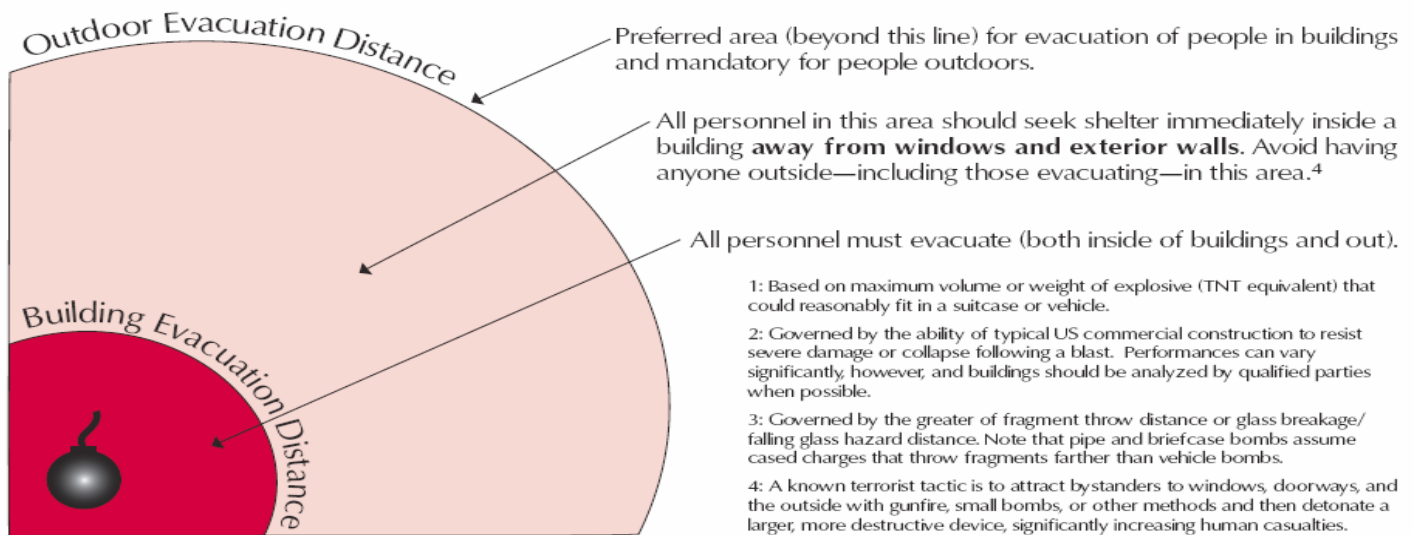 Outdoor Evacuation Distance
Preferred area (beyond this line) for evacuation of people in buildings
and mandatory for people outdoors.
All personnel in this area should seek shelter immediately inside a
building away from windows and exterior walls. Avoid having
anyone outside—including those evacuating—in this area.⁴
All personnel must evacuate (both inside of buildings and out).
Building Evacuation Distance
1: Based on maximum volume or weight of explosive (TNT equivalent) that
could reasonably fit in a suitcase or vehicle.
2: Governed by the ability of typical US commercial construction to resist
severe damage or collapse following a blast. Performances can vary
significantly, however, and buildings should be analyzed by qualified parties
when possible.
3: Governed by the greater of fragment throw distance or glass breakage/
falling glass hazard distance. Note that pipe and briefcase bombs assume
cased charges that throw fragments farther than vehicle bombs.
4: A known terrorist tactic is to attract bystanders to windows, doorways, and
the outside with gunfire, small bombs, or other methods and then detonate a
larger, more destructive device, significantly increasing human casualties.